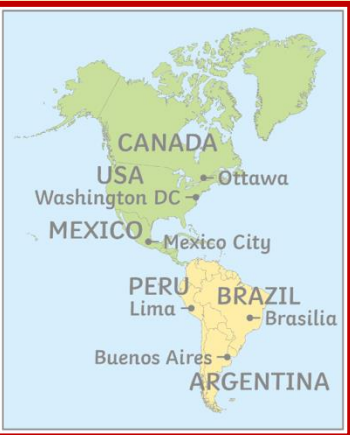 CANADA
USA
Ottawa
Washington DC
MEXICO
Mexico City
PERU
BRAZIL
Lima
Brasilia
Buenos Aires
ARGENTINA